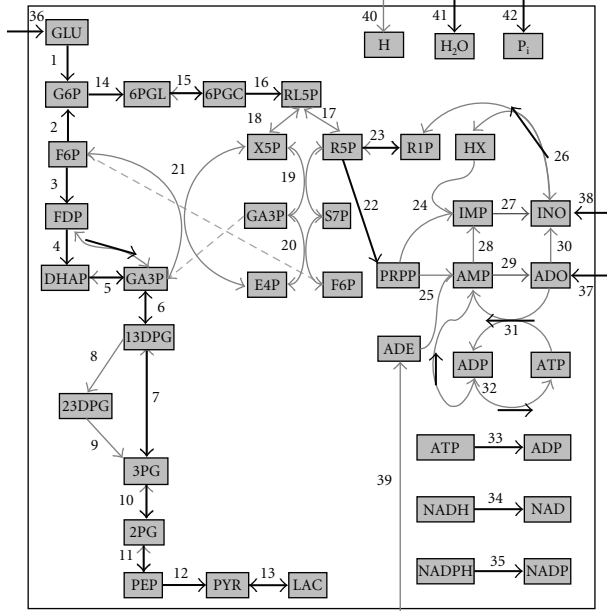 36
40
41
42
GLU
H
H₂O
Pᵢ
1
14
15
16
G6P
6PGL
6PGC
RL5P
2
18
17
F6P
21
X5P
R5P
23
R1P
HX
26
3
19
22
FDP
GA3P
S7P
24
IMP
27
INO
38
4
20
28
30
DHAP
5
GA3P
E4P
F6P
PRPP
25
AMP
29
ADO
37
6
13DPG
31
8
ADE
ADP
ATP
7
32
23DPG
9
ATP
33
ADP
3PG
39
10
NADH
34
NAD
2PG
11
NADPH
35
NADP
PEP
12
PYR
13
LAC